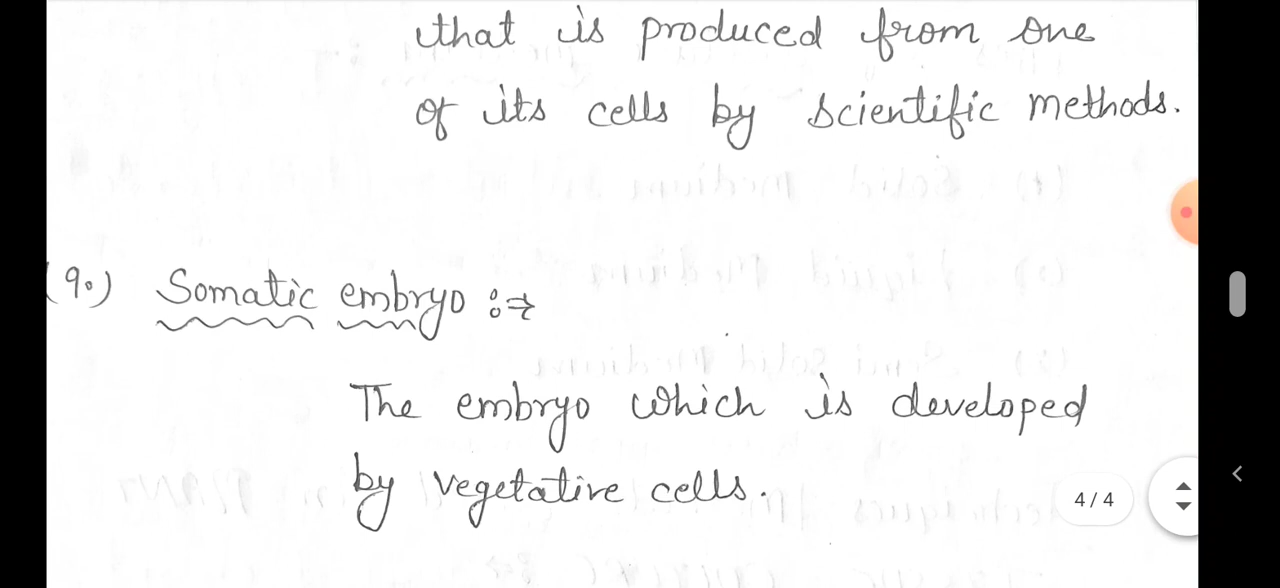 that is produced from one
of its cells by scientific methods.
(9.) Somatic embryo :→
The embryo which is developed
by vegetative cells.
4/4